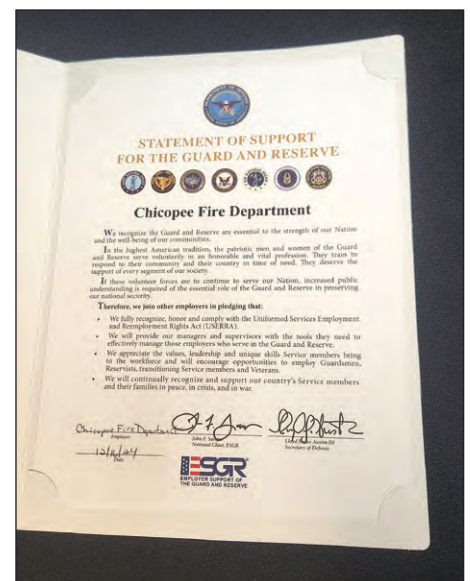 STATEMENT OF SUPPORT
FOR THE GUARD AND RESERVE
Chicopee Fire Department
We recognize the Guard and Reserve are essential to the strength of our Nation
and the well-being of our communities.
In the highest American tradition, the patriotic men and women of the Guard
and Reserve serve voluntarily in an honorable and vital profession. They train to
respond to their community and their country in time of need. They deserve the
support of every segment of our society.
If these volunteer forces are to continue to serve our Nation, increased public
understanding is required of the essential role of the Guard and Reserve in preserving
our national security.
Therefore, we join other employers in pledging that:
• We fully recognize, honor and comply with the Uniformed Services Employment
and Reemployment Rights Act (USERRA).
• We will provide our managers and supervisors with the tools they need to
effectively manage those employees who serve in the Guard and Reserve.
• We appreciate the values, leadership and unique skills Service members bring
to the workforce and will encourage opportunities to employ Guardsmen,
Reservists, transitioning Service members and Veterans.
• We will continually recognize and support our country's Service members
and their families in peace, in crisis, and in war.
Chicopee Fire Department
Employer
John F.
National Chair, ESGR
Lloyd Austin III
Secretary of Defense
Date
ESGR
EMPLOYER SUPPORT OF
THE GUARD AND RESERVE